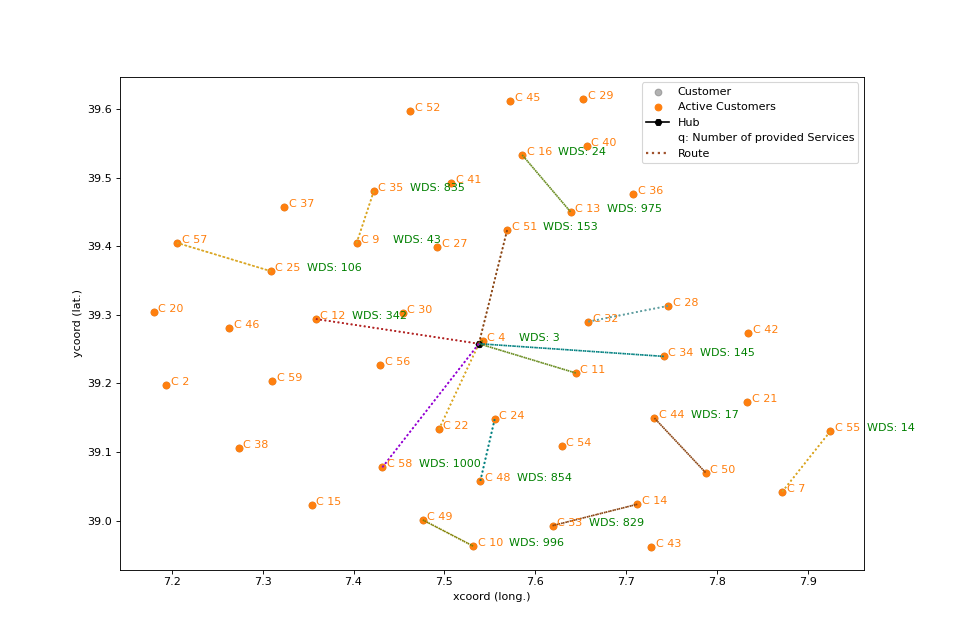 Customer
Active Customers
Hub
q: Number of provided Services
Route
39.6
39.5
39.4
39.3
39.2
39.1
39.0
ycoord (lat.)
C 52
C 45
C 29
C 40
C 16 WDS: 24
C 41
C 35 WDS: 835
C 36
C 37
C 13 WDS: 975
C 51 WDS: 153
C 57
C 9 WDS: 43
C 27
C 25 WDS: 106
C 28
C 20
C 30
C 12 WDS: 342
C 32
C 46
C 42
C 4 WDS: 3
C 34 WDS: 145
C 56
C 11
C 2
C 59
C 21
C 24
C 44 WDS: 17
C 22
C 55 WDS: 14
C 38
C 54
C 58 WDS: 1000
C 50
C 48 WDS: 854
C 7
C 15
C 14
C 49
C 33 WDS: 829
C 10 WDS: 996
C 43
7.2 7.3 7.4 7.5 7.6 7.7 7.8 7.9
xcoord (long.)